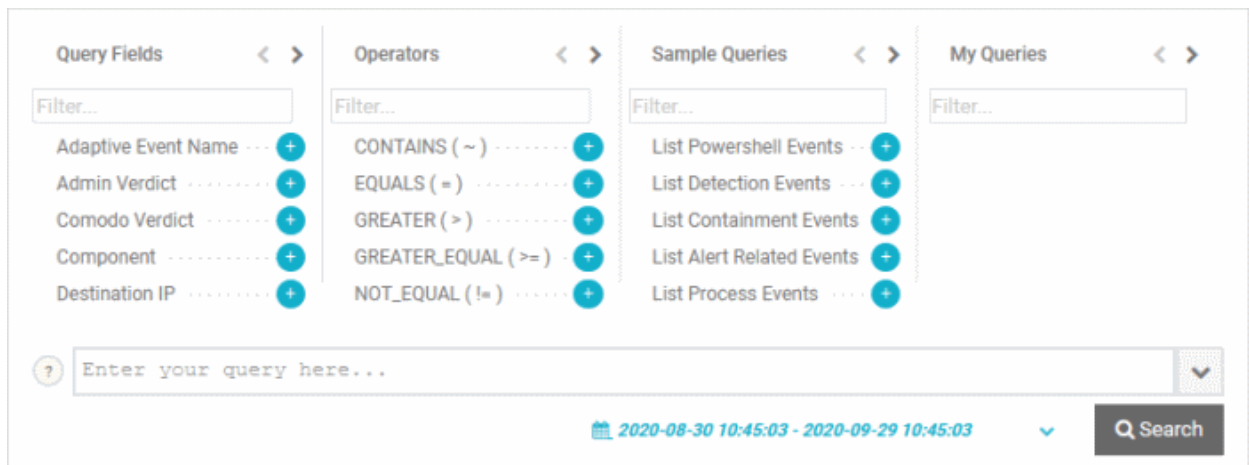 Query Fields < > Operators < > Sample Queries < > My Queries < >
Filter... Filter... Filter... Filter...
Adaptive Event Name + CONTAINS ( ~ ) + List Powershell Events +
Admin Verdict + EQUALS ( = ) + List Detection Events +
Comodo Verdict + GREATER ( > ) + List Containment Events +
Component + GREATER_EQUAL ( >= ) + List Alert Related Events +
Destination IP + NOT_EQUAL ( != ) + List Process Events +
? Enter your query here...
2020-08-30 10:45:03 - 2020-09-29 10:45:03 Search